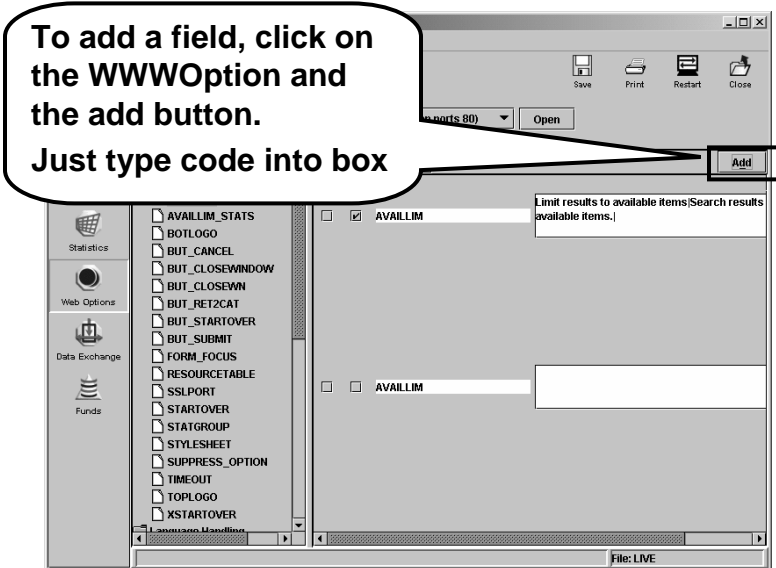 To add a field, click on
the WWWOption and
the add button.
Just type code into box
Save Print Restart Close
ports 80) Open
Add
Statistics
Web Options
Data Exchange
Funds
AVAILLIM_STATS
BOTLOGO
BUT_CANCEL
BUT_CLOSEWINDOW
BUT_CLOSEWN
BUT_RET2CAT
BUT_STARTOVER
BUT_SUBMIT
FORM_FOCUS
RESOURCETABLE
SSLPORT
STARTOVER
STATGROUP
STYLESHEET
SUPPRESS_OPTION
TIMEOUT
TOPLOGO
XSTARTOVER
Language Handling
AVAILLIM
Limit results to available items|Search results
available items.|
AVAILLIM
File: LIVE